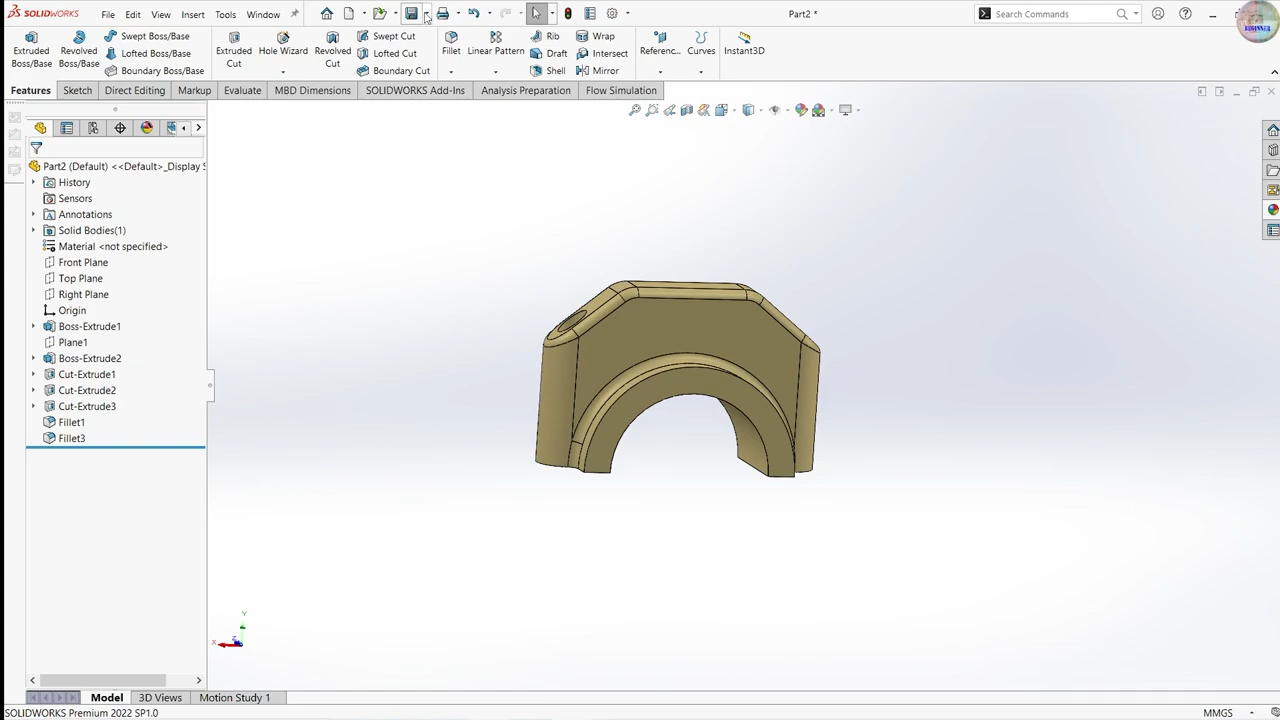 SOLIDWORKS
File Edit View Insert Tools Window
Part2 *
Search Commands
BEGINNER
Extruded Boss/Base
Revolved Boss/Base
Swept Boss/Base
Lofted Boss/Base
Boundary Boss/Base
Extruded Cut
Hole Wizard
Revolved Cut
Swept Cut
Lofted Cut
Boundary Cut
Fillet
Linear Pattern
Rib
Draft
Shell
Wrap
Intersect
Mirror
Referenc...
Curves
Instant3D
Features Sketch Direct Editing Markup Evaluate MBD Dimensions SOLIDWORKS Add-Ins Analysis Preparation Flow Simulation
Part2 (Default) <<Default>_Display S
History
Sensors
Annotations
Solid Bodies(1)
Material <not specified>
Front Plane
Top Plane
Right Plane
Origin
Boss-Extrude1
Plane1
Boss-Extrude2
Cut-Extrude1
Cut-Extrude2
Cut-Extrude3
Fillet1
Fillet3
Y
X
Z
Model 3D Views Motion Study 1
SOLIDWORKS Premium 2022 SP1.0
MMGS